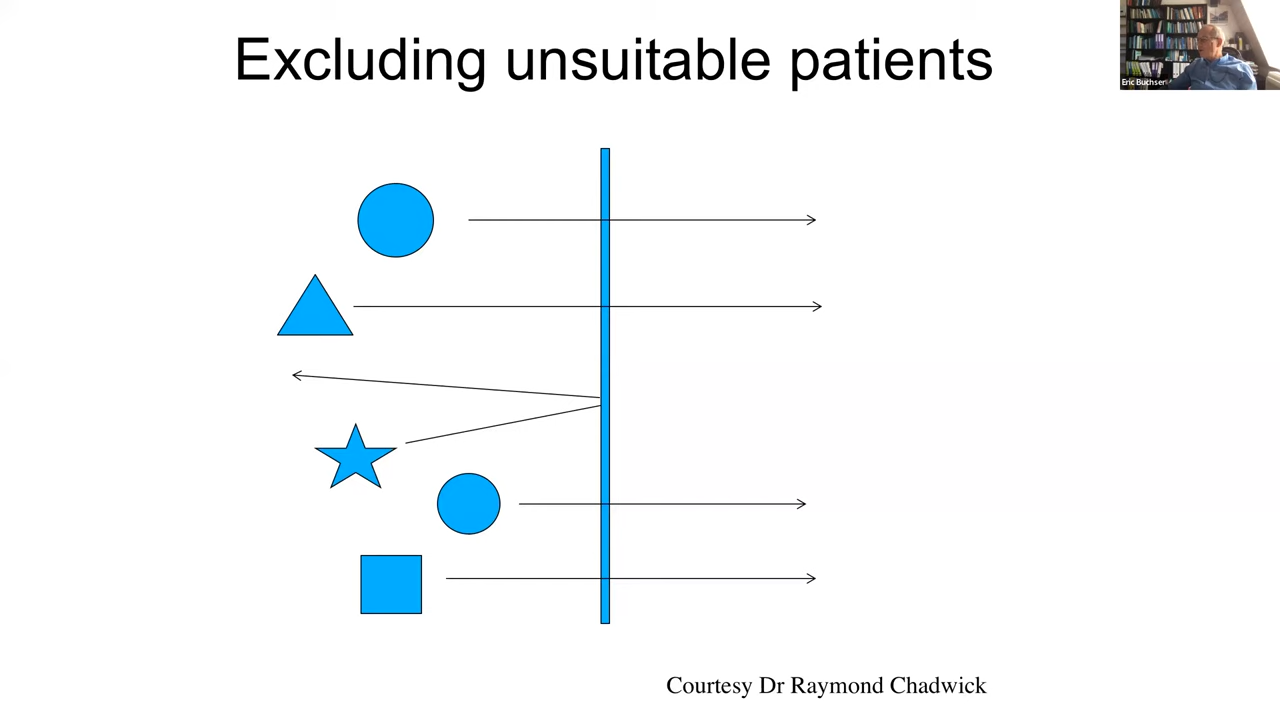 Excluding unsuitable patients
Eric Buchser
Courtesy Dr Raymond Chadwick